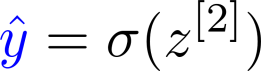 ŷ = σ(z^[2])